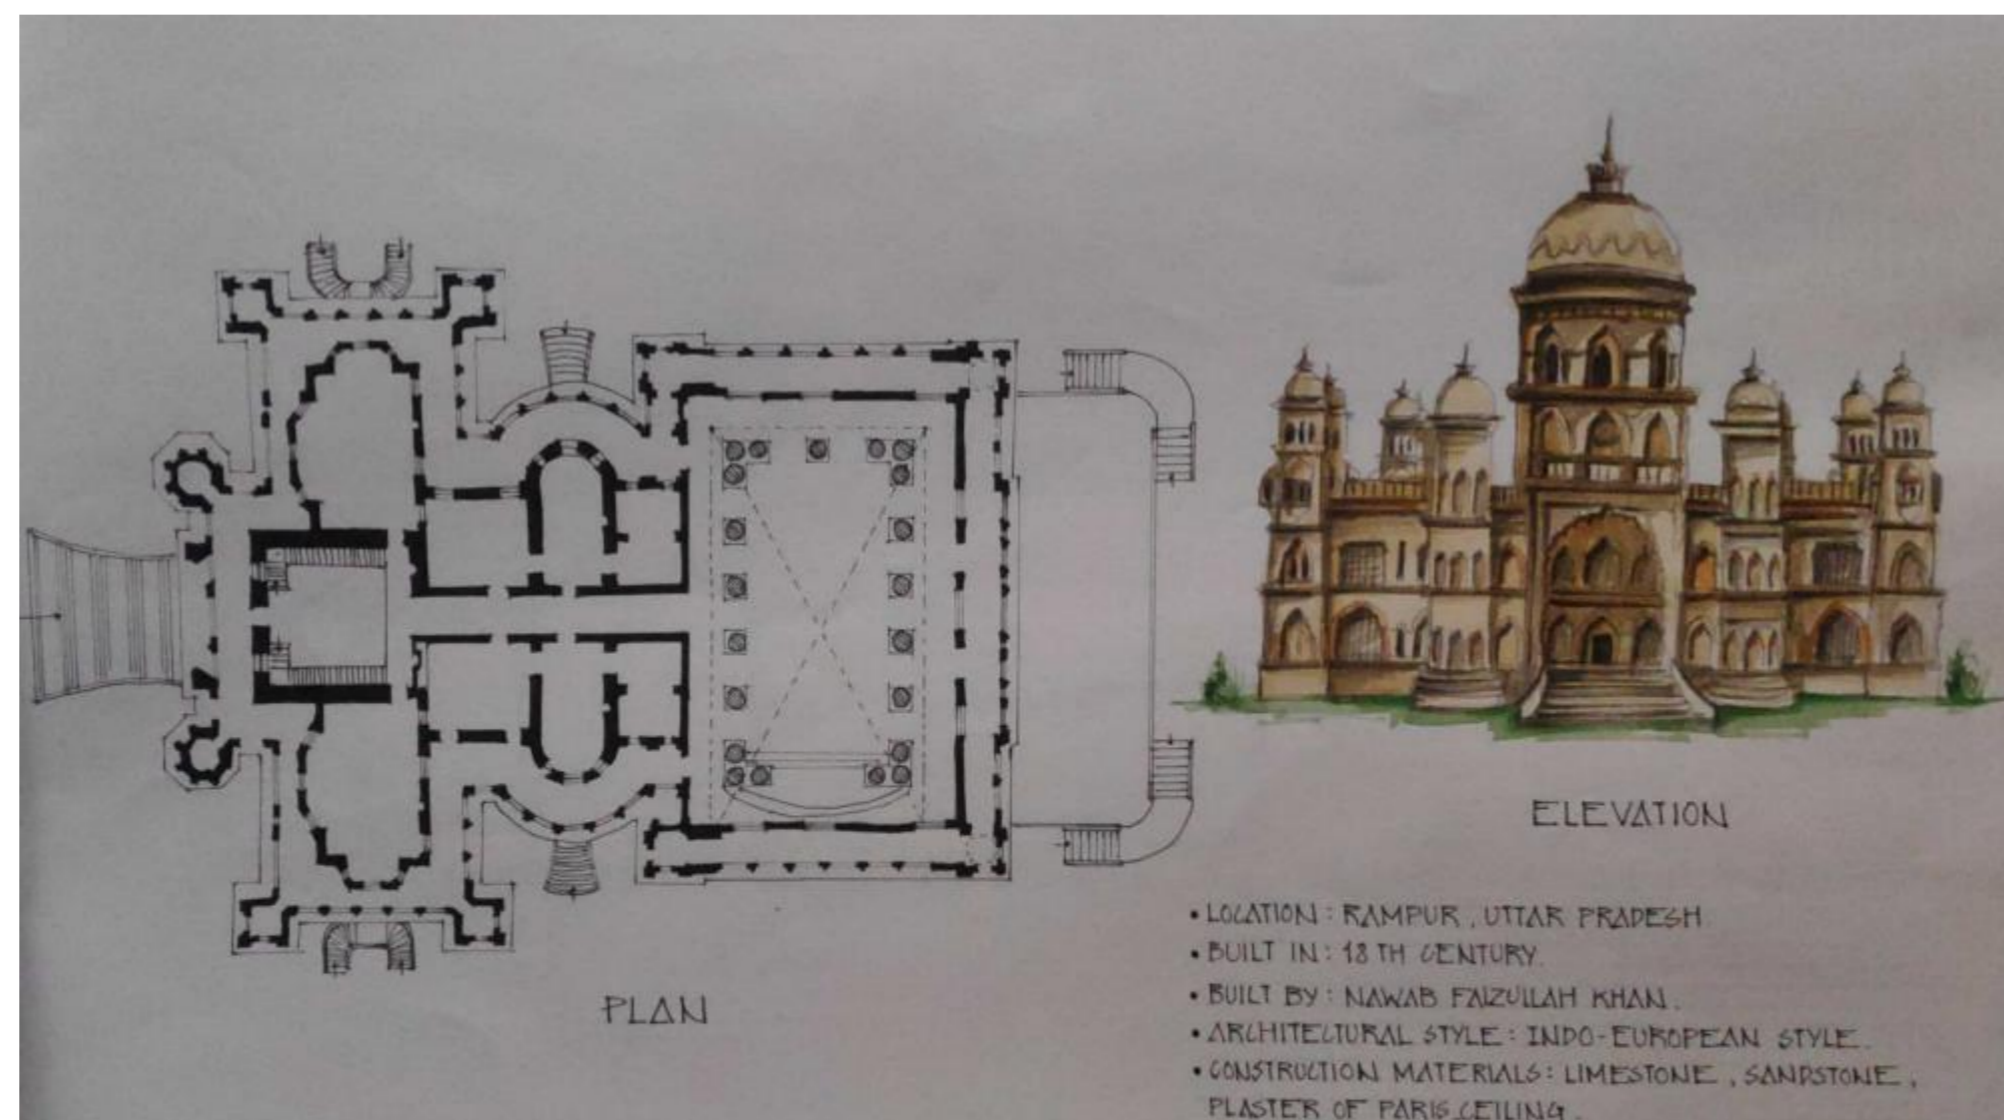 PLAN
ELEVATION
• LOCATION : RAMPUR , UTTAR PRADESH
• BUILT IN : 18 TH CENTURY.
• BUILT BY : NAWAB FAIZULLAH KHAN .
• ARCHITECTURAL STYLE : INDO-EUROPEAN STYLE .
• CONSTRUCTION MATERIALS : LIMESTONE , SANDSTONE ,
PLASTER OF PARIS CEILING .